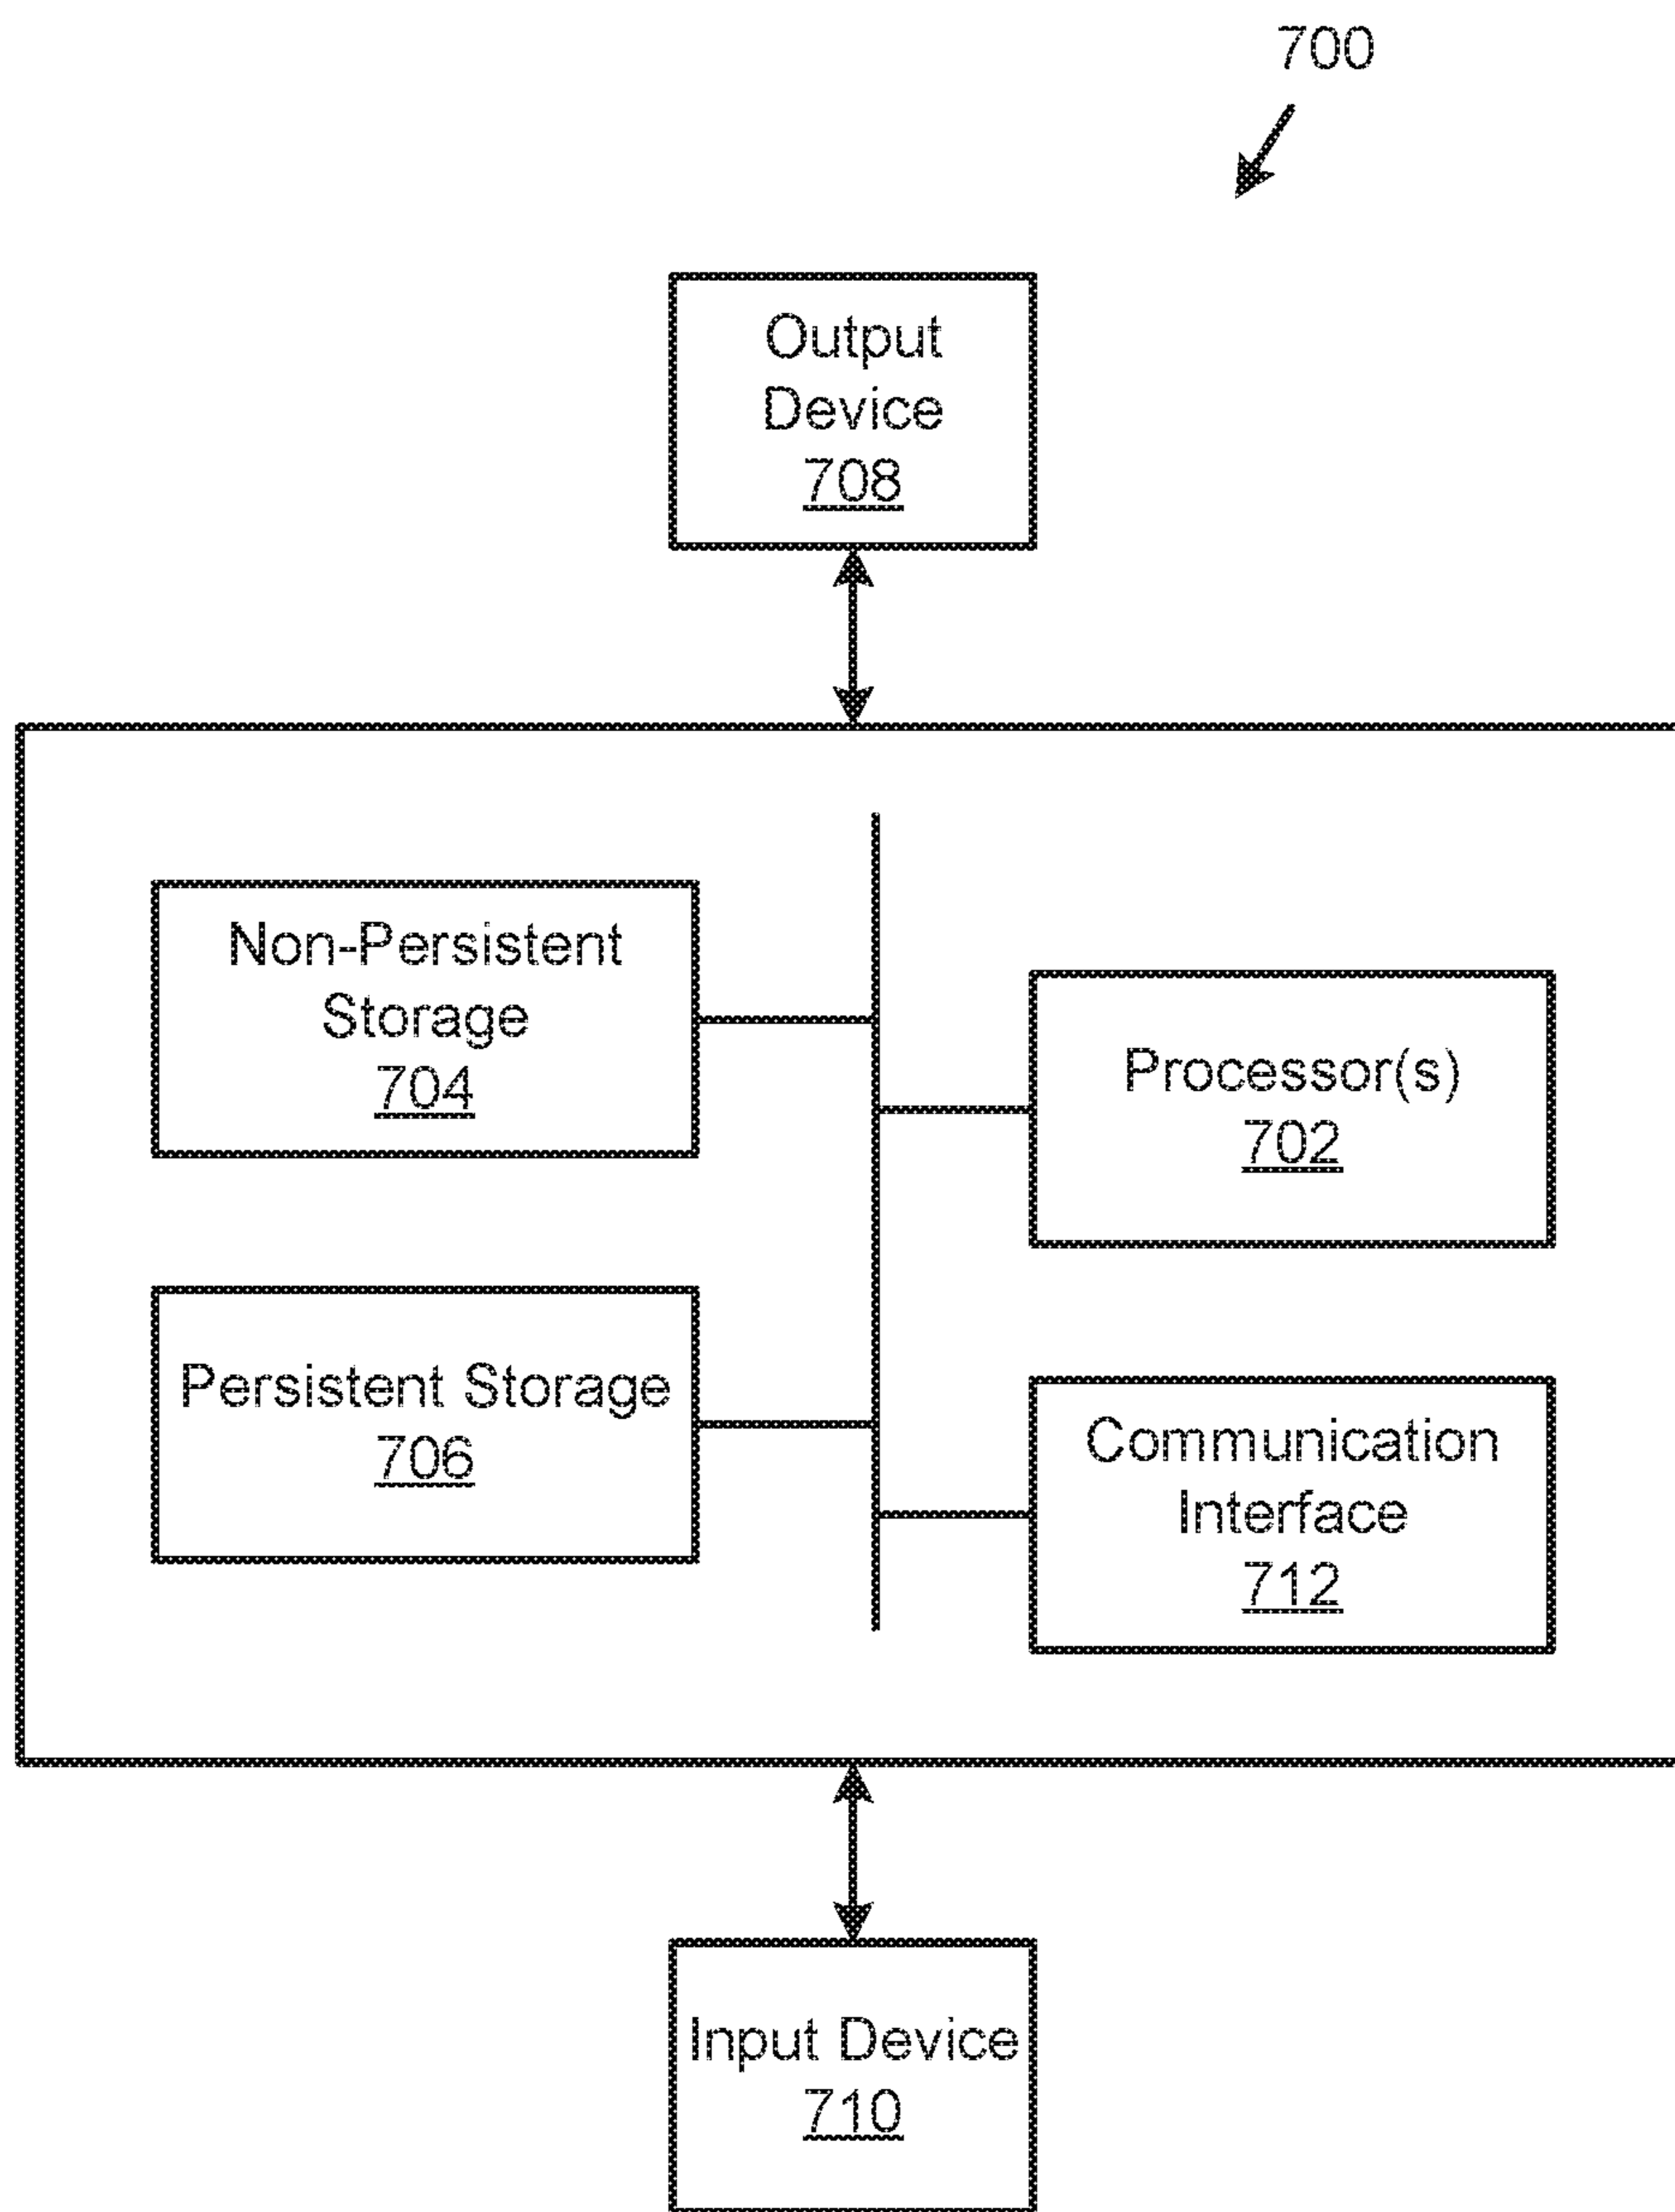 700
Output
Device
708
Non-Persistent
Storage
704
Processor(s)
702
Persistent Storage
706
Communication
Interface
712
Input Device
710